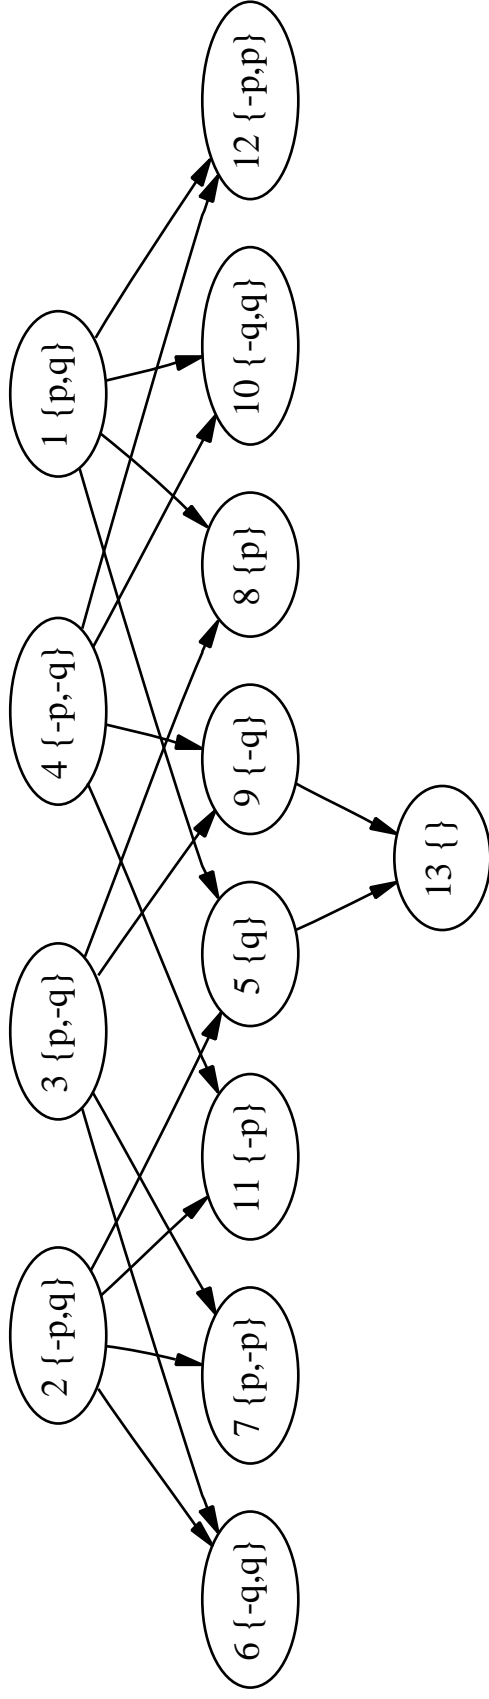 2 {-p,q}
3 {p,-q}
4 {-p,-q}
1 {p,q}
6 {-q,q}
7 {p,-p}
11 {-p}
5 {q}
9 {-q}
8 {p}
10 {-q,q}
12 {-p,p}
13 {}